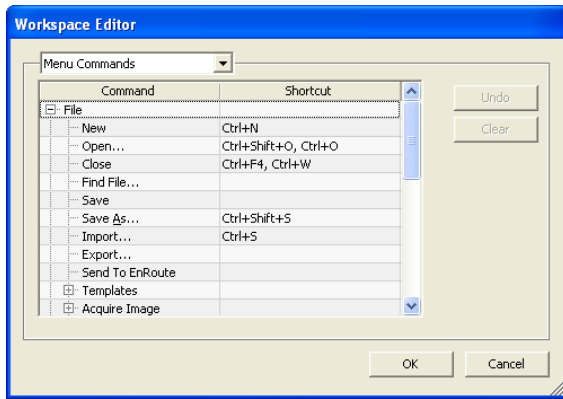 Workspace Editor
Menu Commands
Command Shortcut
File
New Ctrl+N
Open... Ctrl+Shift+O, Ctrl+O
Close Ctrl+F4, Ctrl+W
Find File...
Save
Save As... Ctrl+Shift+S
Import... Ctrl+S
Export...
Send To EnRoute
Templates
Acquire Image
Undo
Clear
OK Cancel